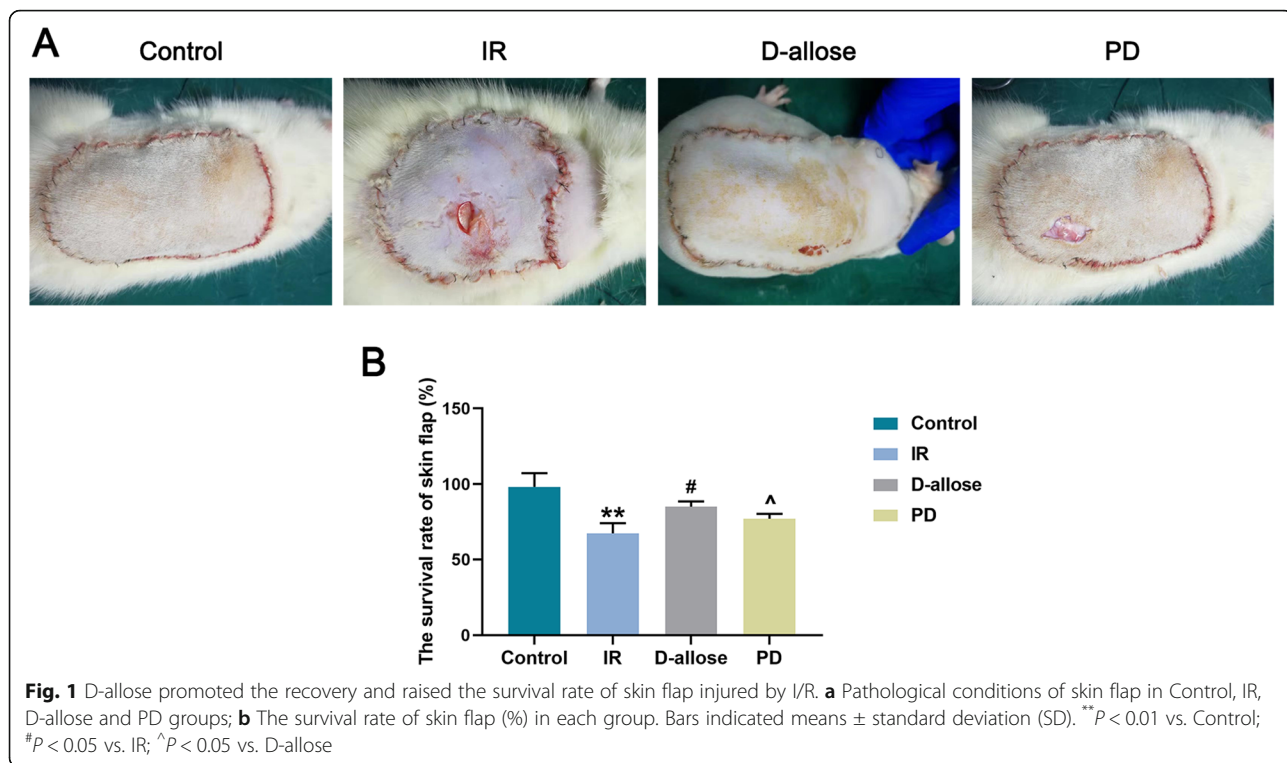 A
Control IR D-allose PD
B
The survival rate of skin flap (%)
150
100
50
0
** # ^
Control IR D-allose PD
Control
IR
D-allose
PD
Fig. 1 D-allose promoted the recovery and raised the survival rate of skin flap injured by I/R. a Pathological conditions of skin flap in Control, IR,
D-allose and PD groups; b The survival rate of skin flap (%) in each group. Bars indicated means ± standard deviation (SD). **P < 0.01 vs. Control;
#P < 0.05 vs. IR; ^P < 0.05 vs. D-allose